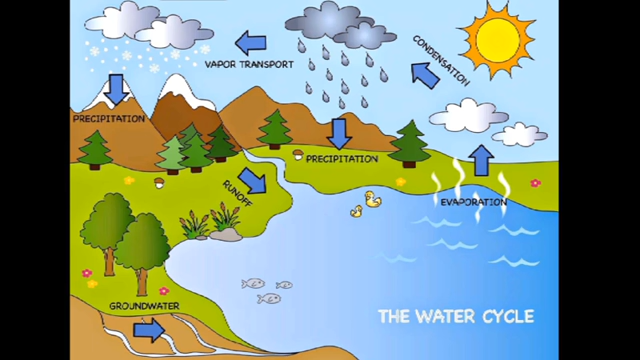 CONDENSATION
VAPOR TRANSPORT
PRECIPITATION
PRECIPITATION
RUNOFF
EVAPORATION
GROUNDWATER
THE WATER CYCLE